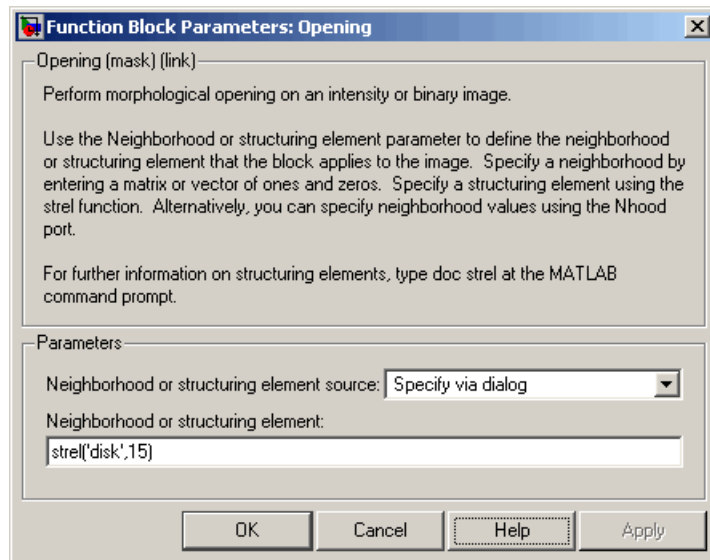 Function Block Parameters: Opening
Opening (mask) (link)
Perform morphological opening on an intensity or binary image.
Use the Neighborhood or structuring element parameter to define the neighborhood
or structuring element that the block applies to the image. Specify a neighborhood by
entering a matrix or vector of ones and zeros. Specify a structuring element using the
strel function. Alternatively, you can specify neighborhood values using the Nhood
port.
For further information on structuring elements, type doc strel at the MATLAB
command prompt.
Parameters
Neighborhood or structuring element source: Specify via dialog
Neighborhood or structuring element:
strel('disk',15)
OK Cancel Help Apply